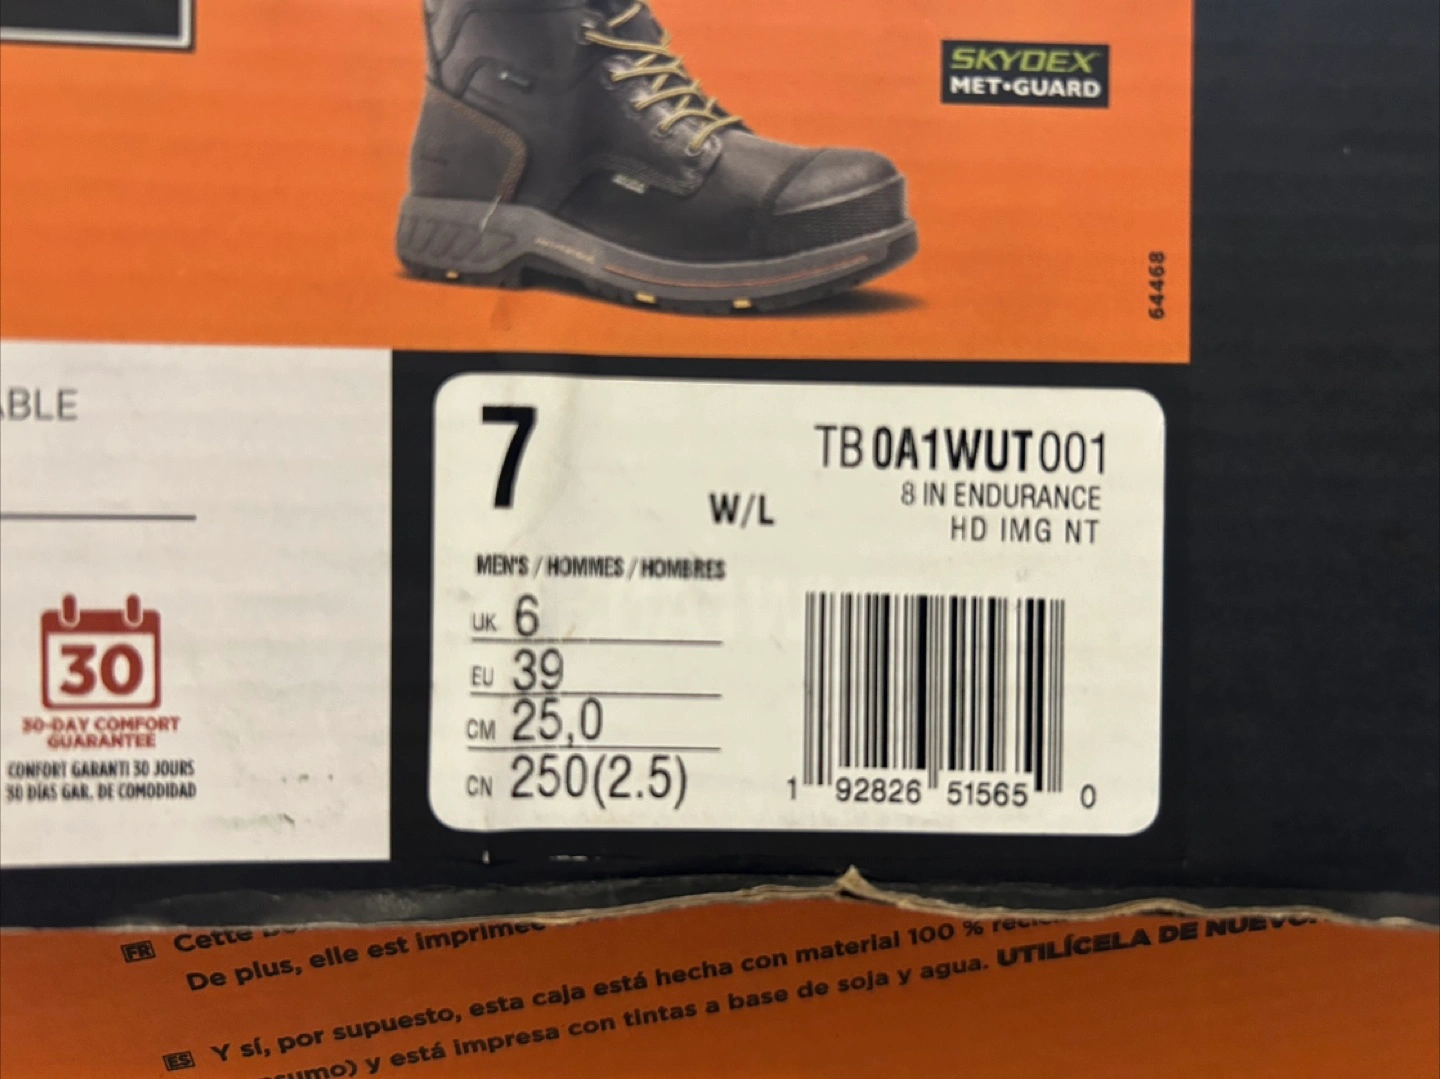 SKYDEX
MET•GUARD
64468
ABLE
7
W/L
TB 0A1WUT001
8 IN ENDURANCE
HD IMG NT
MEN'S / HOMMES / HOMBRES
UK 6
EU 39
CM 25,0
CN 250(2.5)
1 92826 51565 0
30
30-DAY COMFORT
GUARANTEE
CONFORT GARANTI 30 JOURS
30 DÍAS GAR. DE COMODIDAD
FR Cette
De plus, elle est imprimée
ES Y sí, por supuesto, esta caja está hecha con material 100 %
y está impresa con tintas a base de soja y agua. UTILÍCELA DE NUEVO.